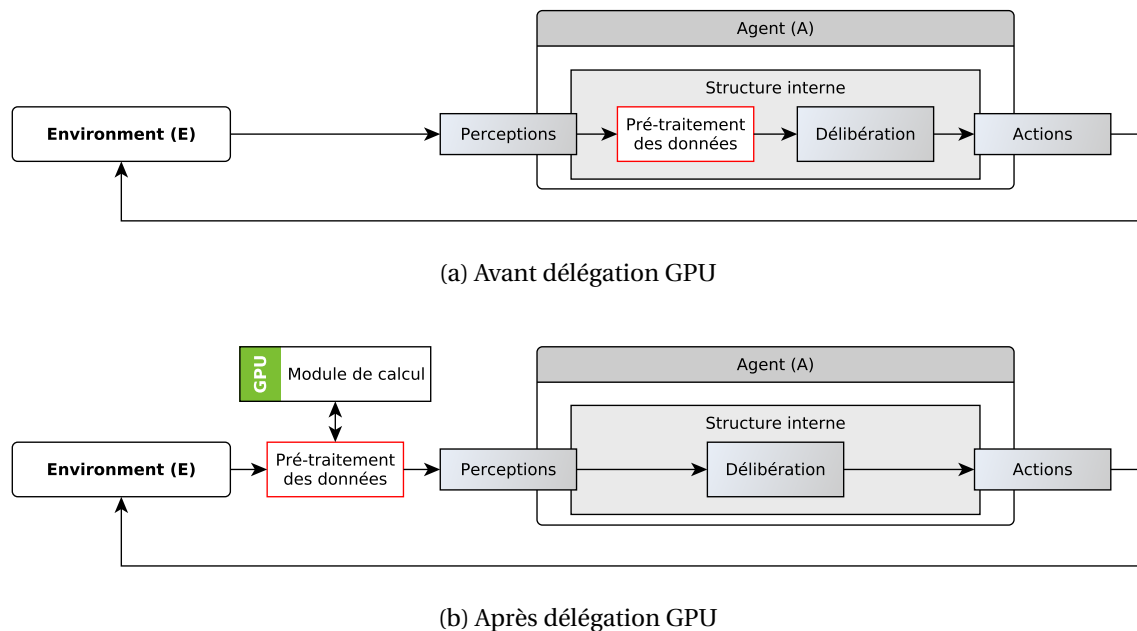 Agent (A)
Structure interne
Environment (E)
Perceptions
Pré-traitement
des données
Délibération
Actions
(a) Avant délégation GPU
GPU
Module de calcul
Agent (A)
Structure interne
Environment (E)
Pré-traitement
des données
Perceptions
Délibération
Actions
(b) Après délégation GPU